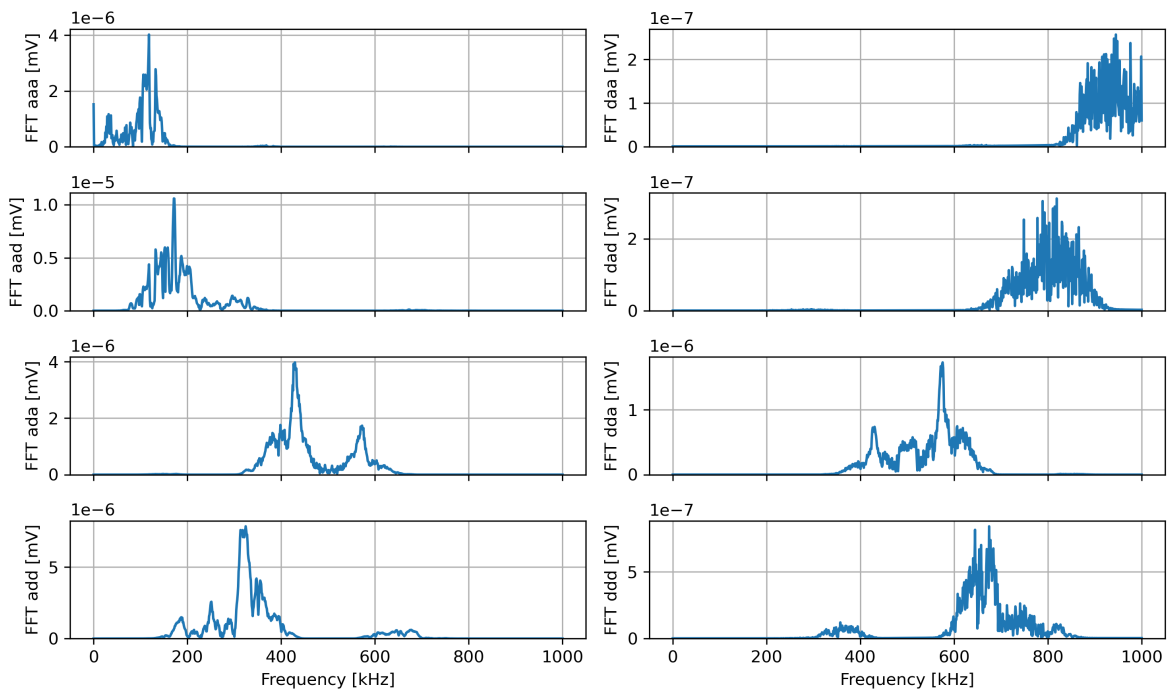 1e−6
FFT aaa [mV]
4
2
0
1e−7
FFT daa [mV]
2
1
0
1e−5
FFT aad [mV]
1.0
0.5
0.0
1e−7
FFT dad [mV]
2
0
1e−6
FFT ada [mV]
4
2
0
1e−6
FFT dda [mV]
1
0
1e−6
FFT add [mV]
5
0
0 200 400 600 800 1000
Frequency [kHz]
1e−7
FFT ddd [mV]
5
0
0 200 400 600 800 1000
Frequency [kHz]